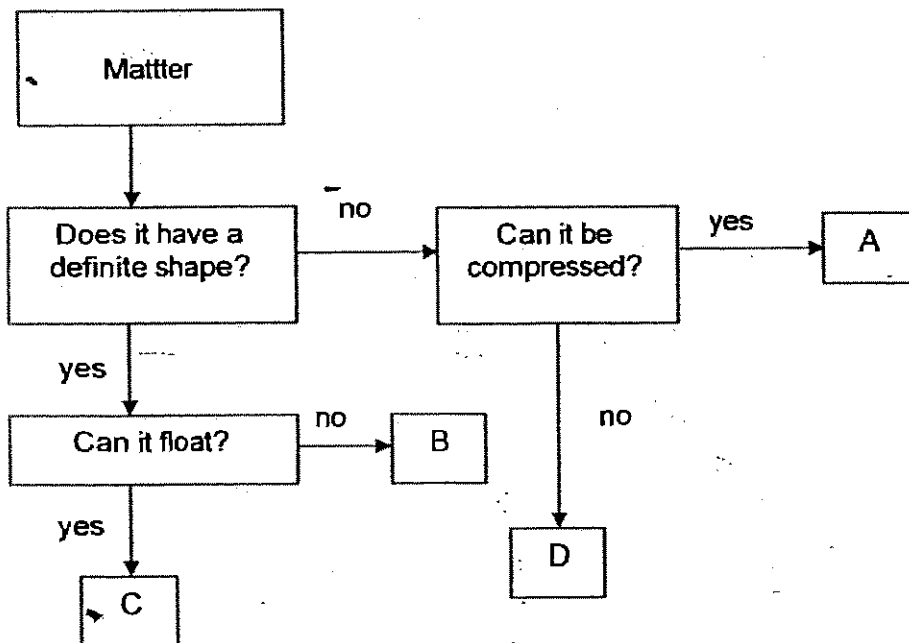 Mattter
Does it have a
definite shape?
no
Can it be
compressed?
yes
A
yes
Can it float?
no
B
no
yes
D
C